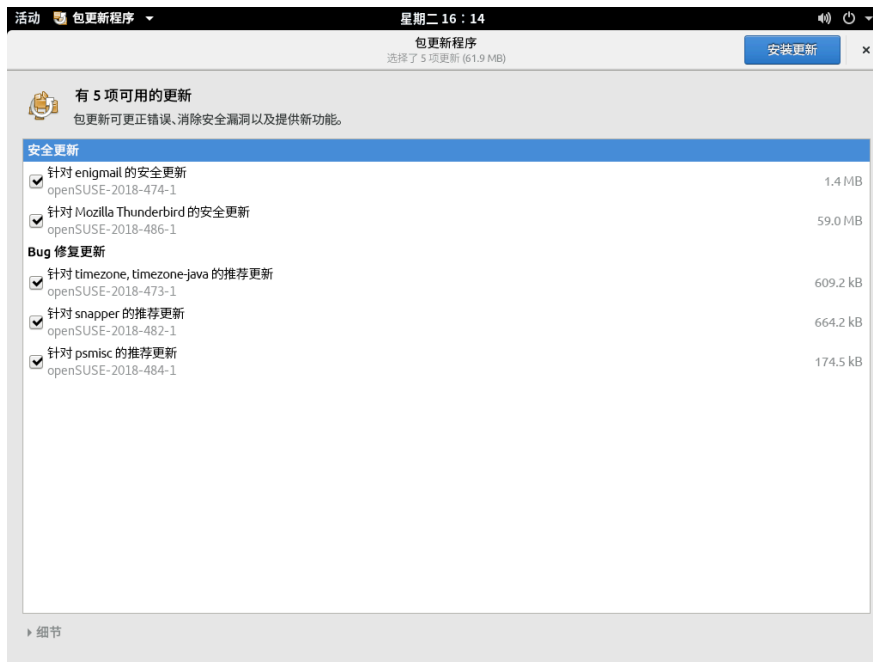 活动 包更新程序
星期二 16：14
包更新程序
选择了 5 项更新 (61.9 MB)
安装更新
有 5 项可用的更新
包更新可更正错误、消除安全漏洞以及提供新功能。
安全更新
针对 enigmail 的安全更新
openSUSE-2018-474-1
1.4 MB
针对 Mozilla Thunderbird 的安全更新
openSUSE-2018-486-1
59.0 MB
Bug 修复更新
针对 timezone, timezone-java 的推荐更新
openSUSE-2018-473-1
609.2 kB
针对 snapper 的推荐更新
openSUSE-2018-482-1
664.2 kB
针对 psmisc 的推荐更新
openSUSE-2018-484-1
174.5 kB
细节